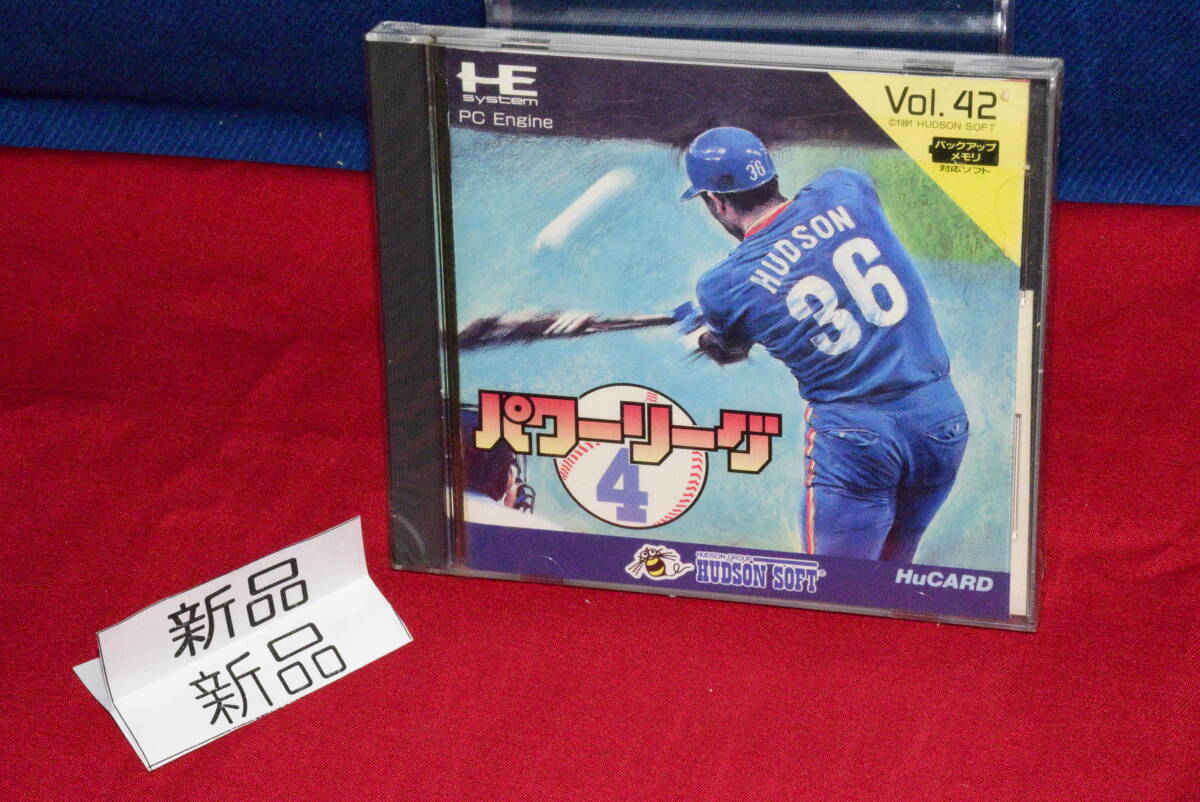 HE
system
PC Engine
Vol. 42
©1991 HUDSON SOFT
バックアップ
メモリ
対応ソフト
36
HUDSON
36
パワーリーグ
4
HUDSON GROUP
HUDSON SOFT®
HuCARD
新品
新品